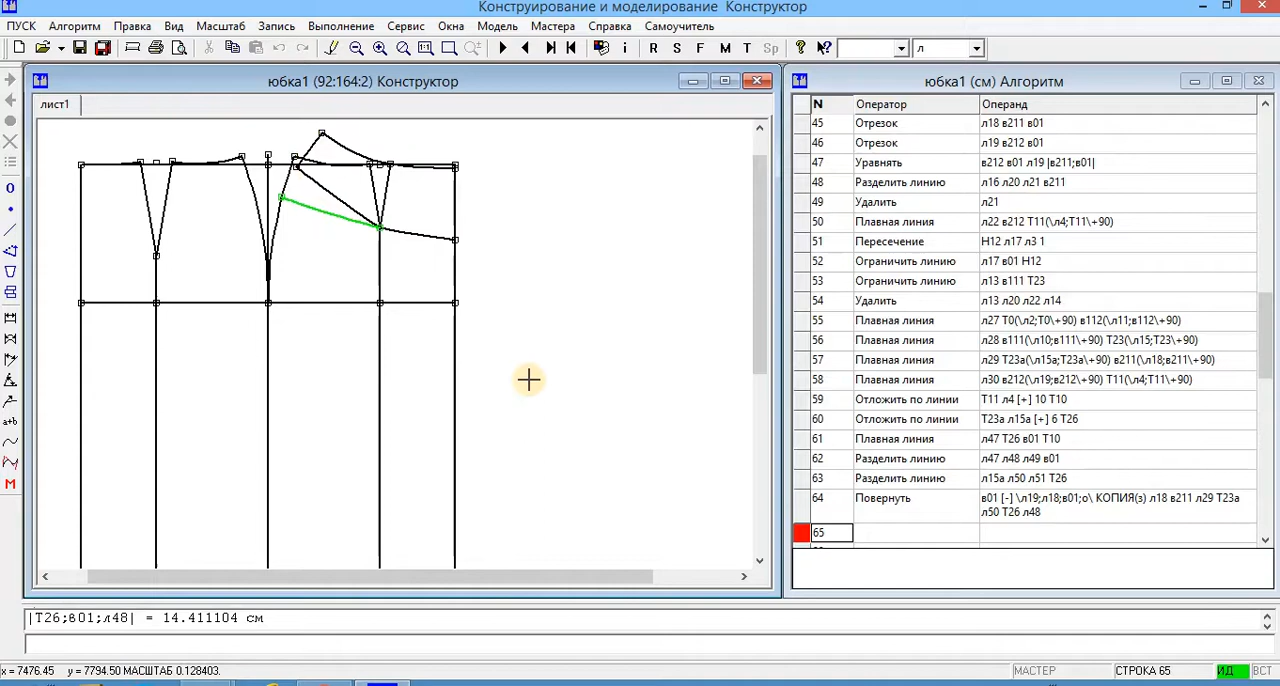 Конструирование и моделирование Конструктор
ПУСК Алгоритм Правка Вид Масштаб Запись Выполнение Сервис Окна Модель Мастера Справка Самоучитель
1:1 i R S F M T Sp ? л
юбка1 (92:164:2) Конструктор
лист1
юбка1 (см) Алгоритм
N Оператор Операнд
45 Отрезок л18 в211 в01
46 Отрезок л19 в212 в01
47 Уравнять в212 в01 л19 |в211;в01|
48 Разделить линию л16 л20 л21 в211
49 Удалить л21
50 Плавная линия л22 в212 Т11(\л4;Т11\+90)
51 Пересечение Н12 л17 л3 1
52 Ограничить линию л17 в01 Н12
53 Ограничить линию л13 в111 Т23
54 Удалить л13 л20 л22 л14
55 Плавная линия л27 Т0(\л2;Т0\+90) в112(\л11;в112\+90)
56 Плавная линия л28 в111(\л10;в111\+90) Т23(\л15;Т23\+90)
57 Плавная линия л29 Т23а(\л15а;Т23а\+90) в211(\л18;в211\+90)
58 Плавная линия л30 в212(\л19;в212\+90) Т11(\л4;Т11\+90)
59 Отложить по линии Т11 л4 [+] 10 Т10
60 Отложить по линии Т23а л15а [+] 6 Т26
61 Плавная линия л47 Т26 в01 Т10
62 Разделить линию л47 л48 л49 в01
63 Разделить линию л15а л50 л51 Т26
64 Повернуть в01 [-] \л19;л18;в01;о\ КОПИЯ(з) л18 в211 л29 Т23а
л50 Т26 л48
65
|Т26;в01;л48| = 14.411104 см
x = 7476.45 y = 7794.50 МАСШТАБ 0.128403. МАСТЕР СТРОКА 65 ИД ВСТ
a+b
M